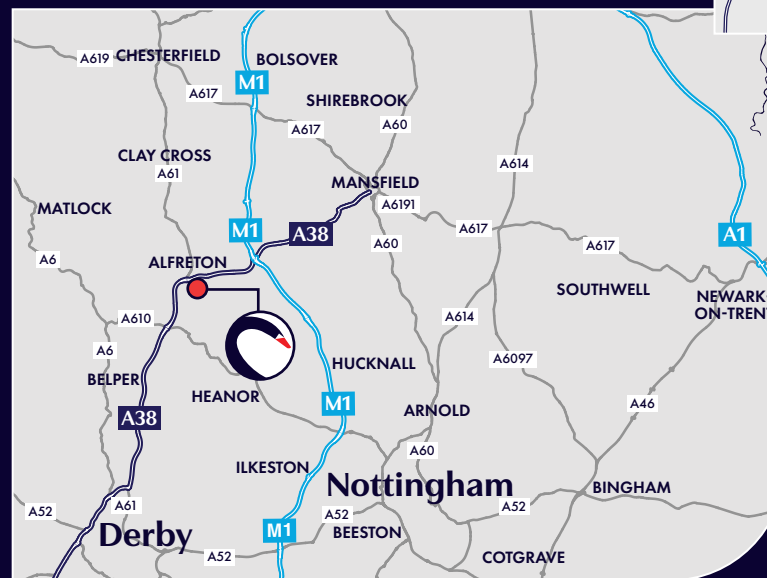 A619
CHESTERFIELD
BOLSOVER
M1
A617
SHIREBROOK
A617
A60
CLAY CROSS
A61
A614
MANSFIELD
A6191
MATLOCK
M1
A38
A617
A1
A60
A617
A6
ALFRETON
SOUTHWELL
NEWARK-
ON-TREN
A610
A614
A6
A6097
HUCKNALL
BELPER
HEANOR
M1
A46
ARNOLD
A38
A60
ILKESTON
Nottingham
BINGHAM
A61
A52
A52
A52
Derby
M1
BEESTON
A52
COTGRAVE